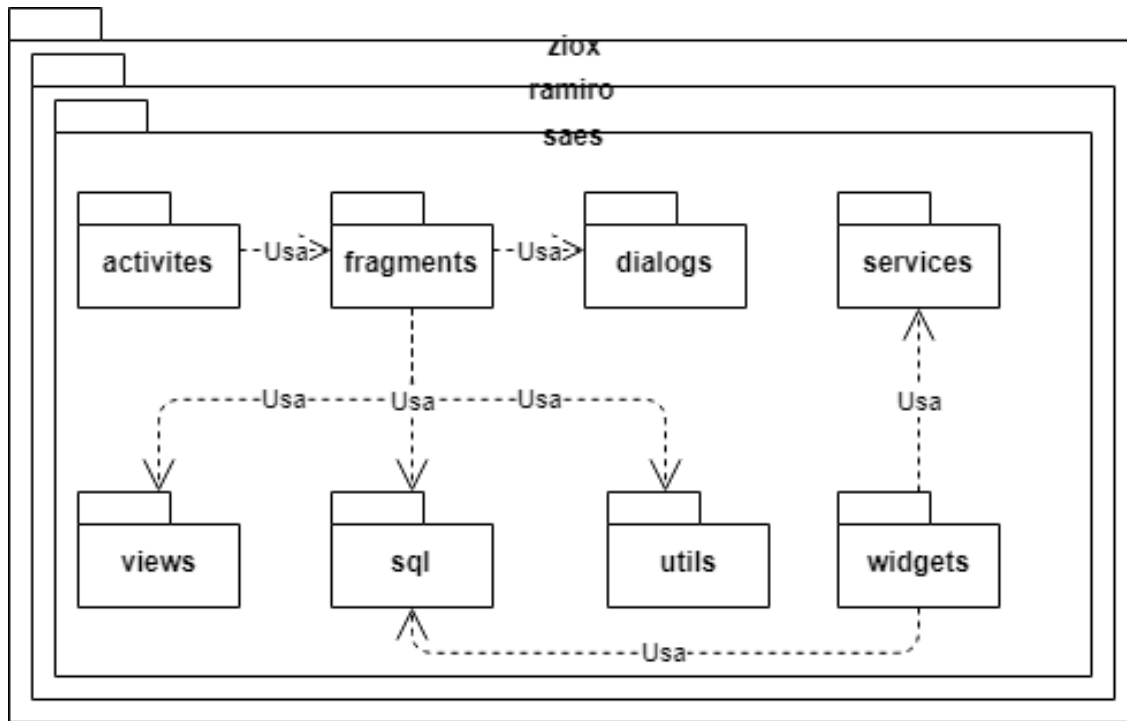 ziox
ramiro
saes
activites
Usa
fragments
Usa
dialogs
services
Usa
Usa
Usa
Usa
views
sql
utils
widgets
Usa